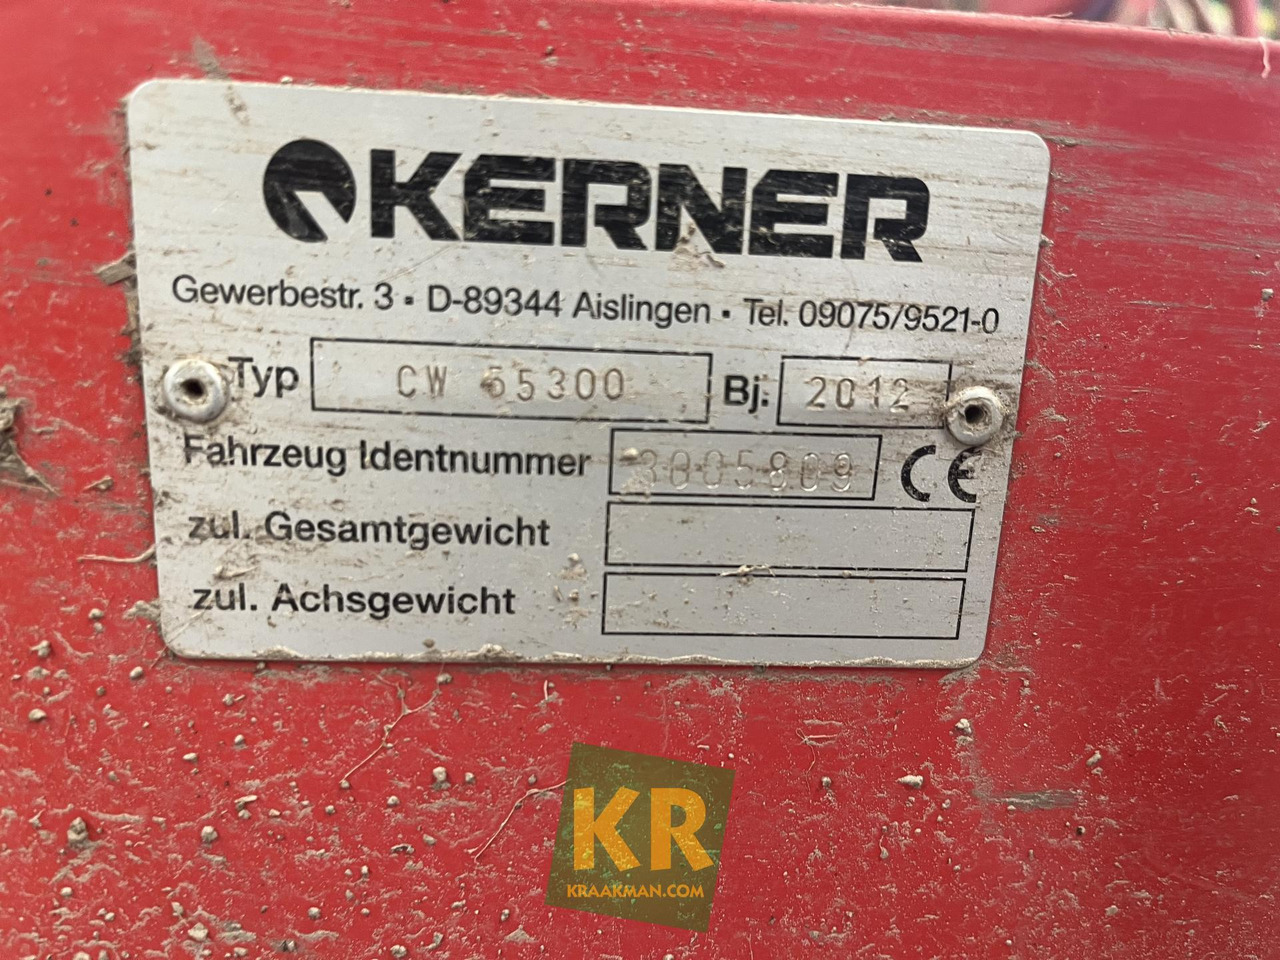 KERNER
Gewerbestr. 3 ▪ D-89344 Aislingen ▪ Tel. 09075/9521-0
Typ CW 65300 Bj. 2012
Fahrzeug Identnummer 3005809 CE
zul. Gesamtgewicht
zul. Achsgewicht
KR
KRAAKMAN.COM